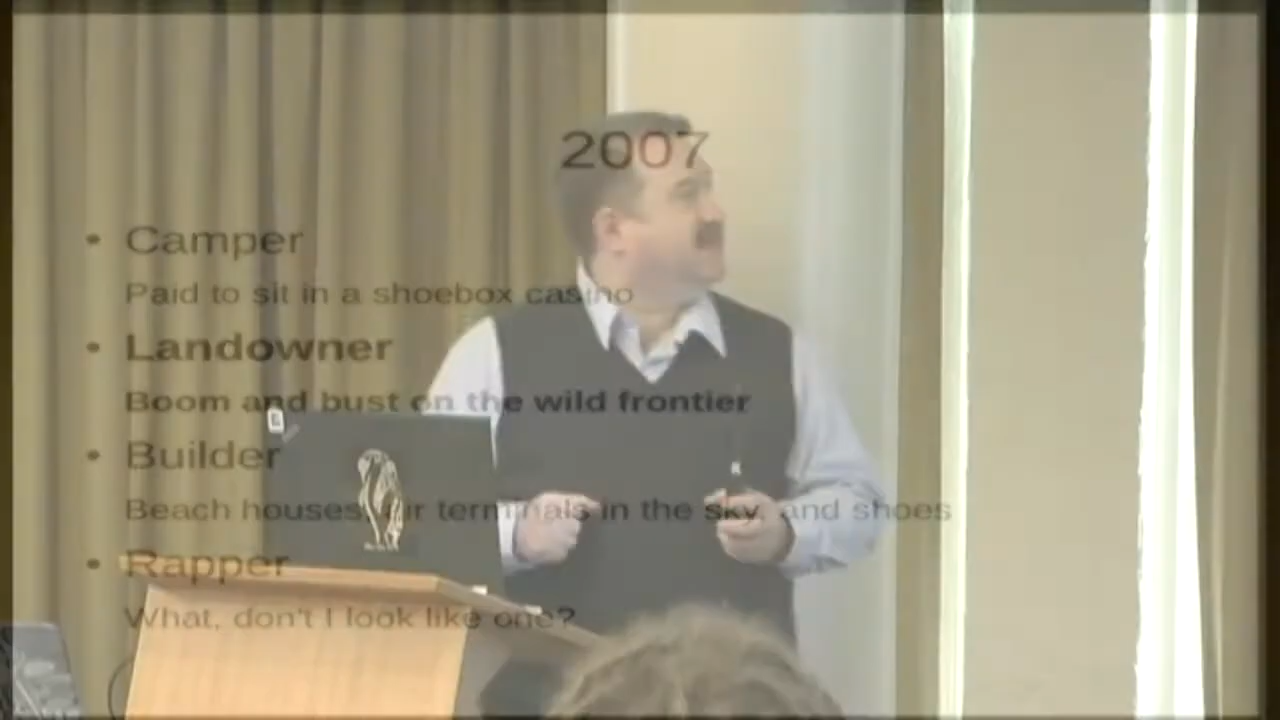 2007
• Camper
Paid to sit in a shoebox casino
• Landowner
Boom and bust on the wild frontier
• Builder
Beach houses, air terminals in the sky, and shoes
• Rapper
What, don't I look like one?